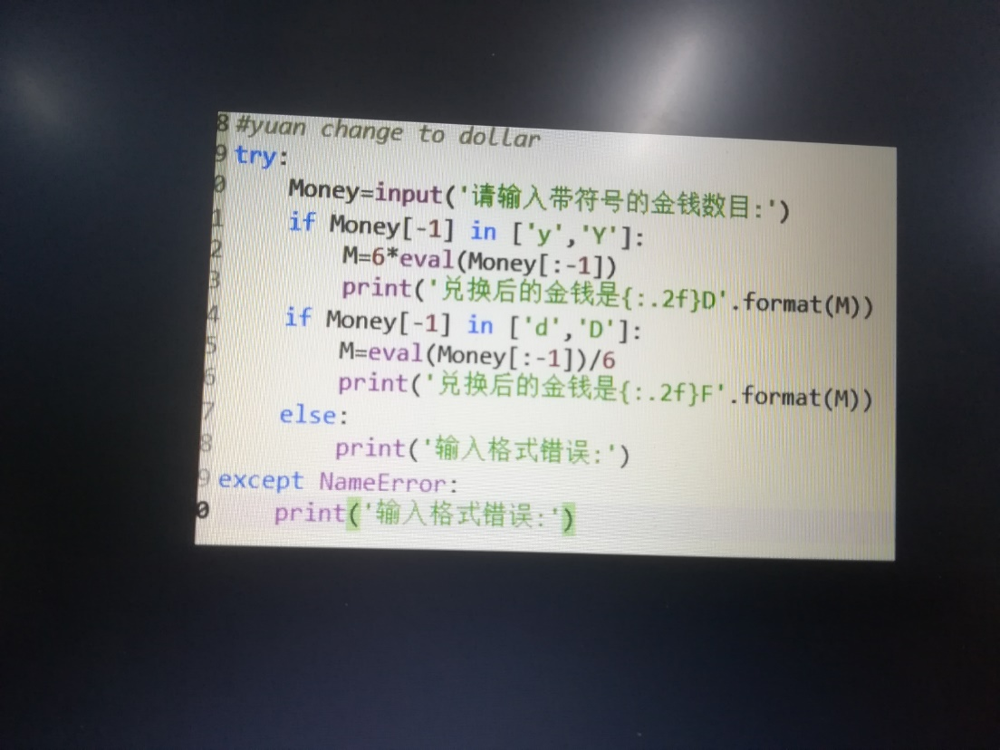 8 #yuan change to dollar
9 try:
0 Money=input('请输入带符号的金钱数目:')
1 if Money[-1] in ['y','Y']:
2 M=6*eval(Money[:-1])
3 print('兑换后的金钱是{:.2f}D'.format(M))
4 if Money[-1] in ['d','D']:
5 M=eval(Money[:-1])/6
6 print('兑换后的金钱是{:.2f}F'.format(M))
7 else:
8 print('输入格式错误:')
9 except NameError:
0 print('输入格式错误:')